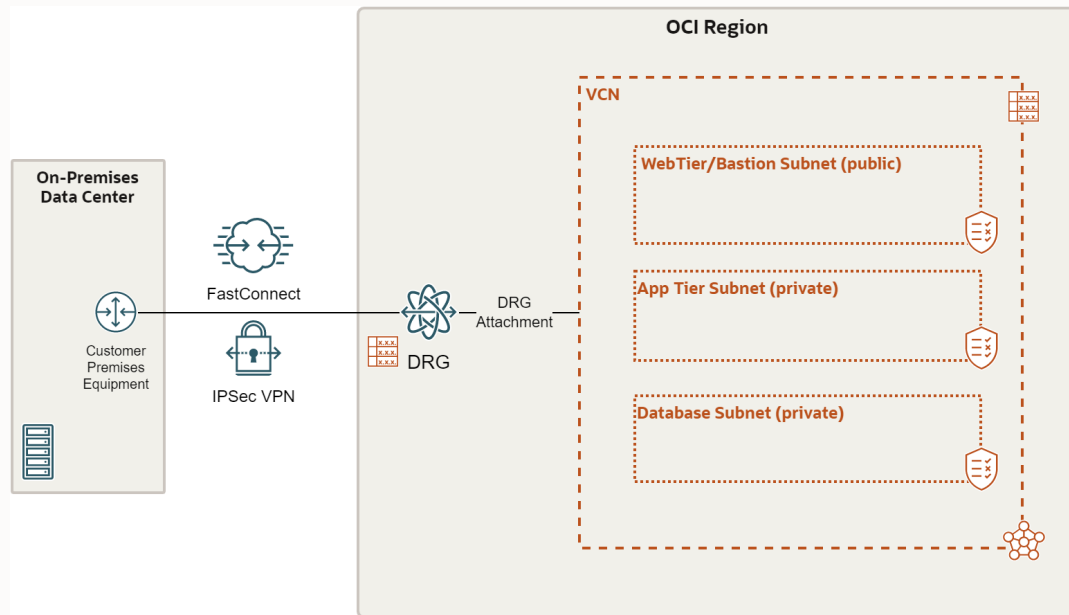 OCI Region
VCN
WebTier/Bastion Subnet (public)
On-Premises
Data Center
App Tier Subnet (private)
FastConnect
DRG
Attachment
Customer
Premises
Equipment
DRG
IPSec VPN
Database Subnet (private)
x.x.x.
x.x.x.
x.x.x.
x.x.x.
x.x.x.
x.x.x.